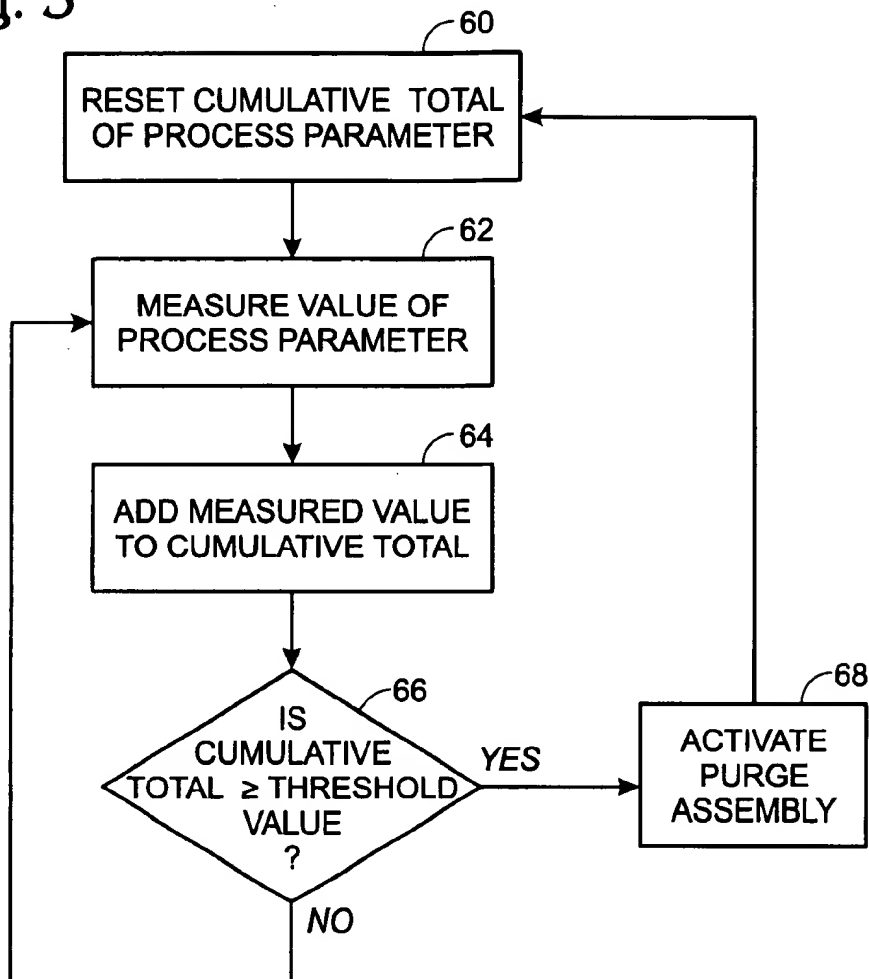 60
RESET CUMULATIVE TOTAL
OF PROCESS PARAMETER
62
MEASURE VALUE OF
PROCESS PARAMETER
64
ADD MEASURED VALUE
TO CUMULATIVE TOTAL
66
IS
CUMULATIVE
TOTAL ≥ THRESHOLD
VALUE
?
YES
68
ACTIVATE
PURGE
ASSEMBLY
NO